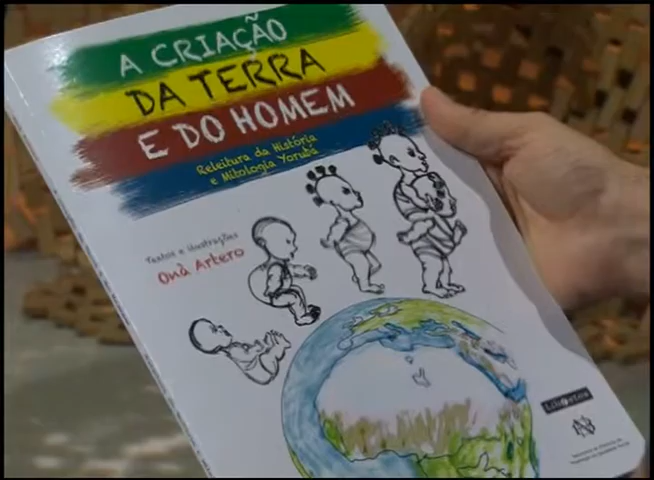 A CRIAÇÃO
DA TERRA
E DO HOMEM
Releitura da História
e Mitologia Yorubá
Textos e ilustrações
Onà Artero